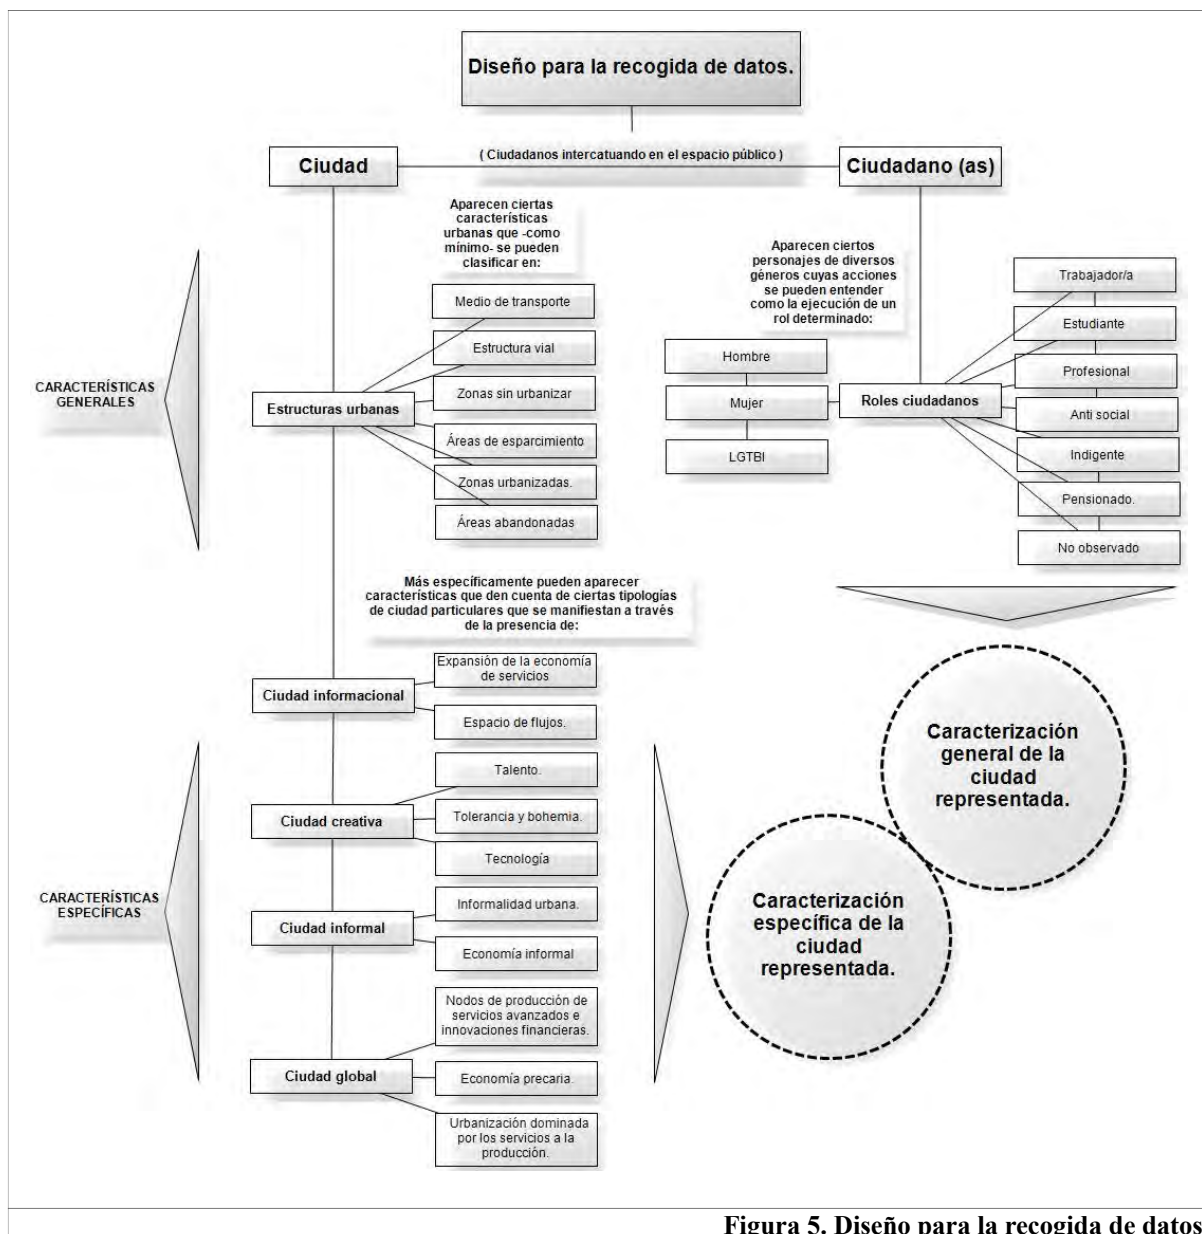 Diseño para la recogida de datos.
( Ciudadanos intercatuando en el espacio público )
Ciudad
Ciudadano (as)
Aparecen ciertas
características
urbanas que -como
mínimo- se pueden
clasificar en:
Aparecen ciertos
personajes de diversos
géneros cuyas acciones
se pueden entender
como la ejecución de un
rol determinado:
CARACTERÍSTICAS
GENERALES
Estructuras urbanas
Medio de transporte
Estructura vial
Zonas sin urbanizar
Áreas de esparcimiento
Zonas urbanizadas.
Áreas abandonadas
Hombre
Mujer
LGTBI
Roles ciudadanos
Trabajador/a
Estudiante
Profesional
Anti social
Indigente
Pensionado.
No observado
Más específicamente pueden aparecer
características que den cuenta de ciertas tipologías
de ciudad particulares que se manifiestan a través
de la presencia de:
CARACTERÍSTICAS
ESPECÍFICAS
Ciudad informacional
Expansión de la economía
de servicios
Espacio de flujos.
Ciudad creativa
Talento.
Tolerancia y bohemia.
Tecnología
Ciudad informal
Informalidad urbana.
Economía informal
Ciudad global
Nodos de producción de
servicios avanzados e
innovaciones financieras.
Economía precaria.
Urbanización dominada
por los servicios a la
producción.
Caracterización
general de la
ciudad
representada.
Caracterización
específica de la
ciudad
representada.
Figura 5. Diseño para la recogida de datos